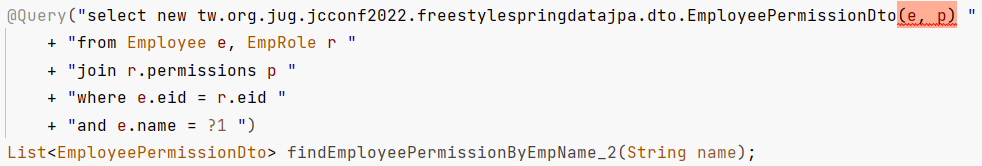 @Query("select new tw.org.jug.jcconf2022.freestylespringdatajpa.dto.EmployeePermissionDto(e, p) "
+ "from Employee e, EmpRole r "
+ "join r.permissions p "
+ "where e.eid = r.eid "
+ "and e.name = ?1 ")
List<EmployeePermissionDto> findEmployeePermissionByEmpName_2(String name);